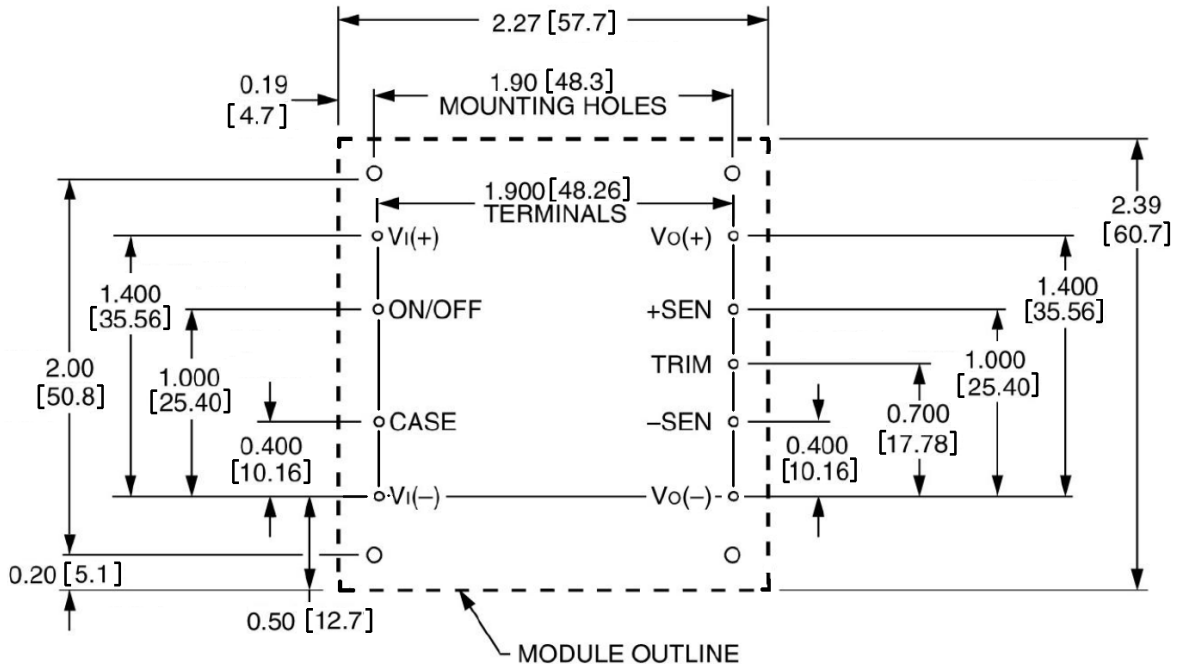 2.27 [57.7]
0.19
[4.7]
1.90 [48.3]
MOUNTING HOLES
1.900 [48.26]
TERMINALS
2.39
[60.7]
VI(+)
VO(+)
1.400
[35.56]
1.400
[35.56]
ON/OFF
+SEN
2.00
[50.8]
1.000
[25.40]
TRIM
1.000
[25.40]
CASE
–SEN
0.700
[17.78]
0.400
[10.16]
0.400
[10.16]
VI(–)
VO(–)
0.20 [5.1]
0.50 [12.7]
MODULE OUTLINE